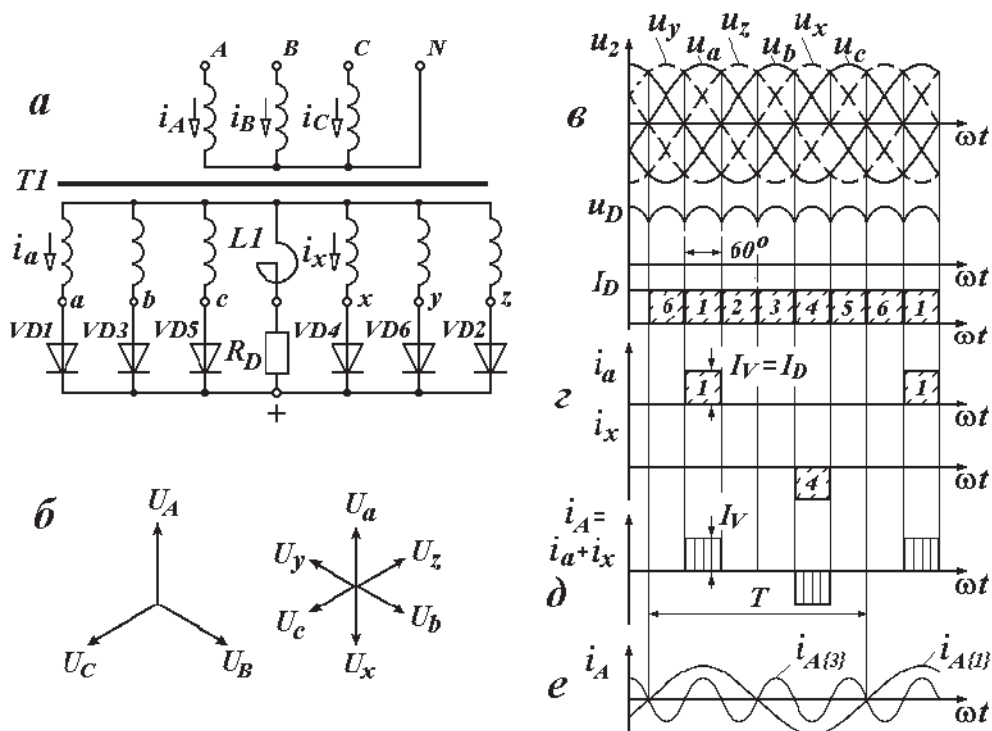 а
A B C N
i_A i_B i_C
T1
i_a L1 i_x
a b c x y z
VD1 VD3 VD5 R_D VD4 VD6 VD2
+
б
U_A
U_C U_B
U_a
U_y U_z
U_c U_b
U_x
в
u_2 u_y u_a u_z u_b u_x u_c
ωt
u_D
60°
ωt
I_D 6 1 2 3 4 5 6 1
ωt
г
i_a 1 I_V = I_D 1
ωt
i_x
4
ωt
д
i_A = I_V
i_a + i_x
ωt
T
е
i_A i_A{3} i_A{1}
ωt